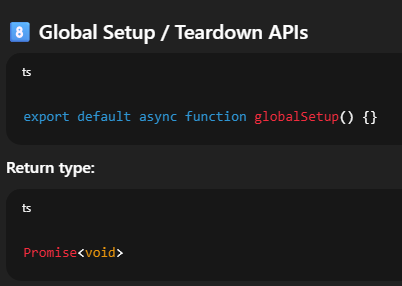 8️⃣ Global Setup / Teardown APIs
ts
export default async function globalSetup() {}
Return type:
ts
Promise<void>